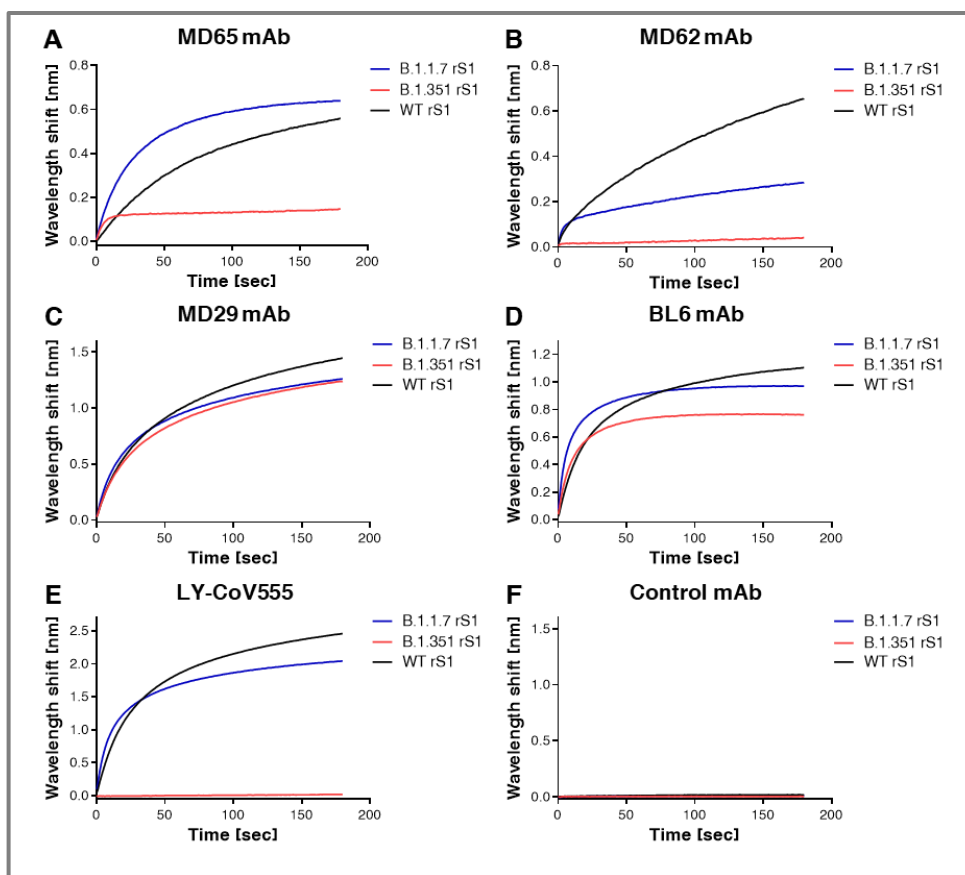 A
MD65 mAb
Wavelength shift [nm]
0.8
0.6
0.4
0.2
0.0
0 50 100 150 200
Time [sec]
B.1.1.7 rS1
B.1.351 rS1
WT rS1
B
MD62 mAb
Wavelength shift [nm]
0.8
0.6
0.4
0.2
0.0
0 50 100 150 200
Time [sec]
B.1.1.7 rS1
B.1.351 rS1
WT rS1
C
MD29 mAb
Wavelength shift [nm]
1.5
1.0
0.5
0.0
0 50 100 150 200
Time [sec]
B.1.1.7 rS1
B.1.351 rS1
WT rS1
D
BL6 mAb
Wavelength shift [nm]
1.2
1.0
0.8
0.6
0.4
0.2
0.0
0 50 100 150 200
Time [sec]
B.1.1.7 rS1
B.1.351 rS1
WT rS1
E
LY-CoV555
Wavelength shift [nm]
2.5
2.0
1.5
1.0
0.5
0.0
0 50 100 150 200
Time [sec]
B.1.1.7 rS1
B.1.351 rS1
WT rS1
F
Control mAb
Wavelength shift [nm]
1.5
1.0
0.5
0.0
0 50 100 150 200
Time [sec]
B.1.1.7 rS1
B.1.351 rS1
WT rS1